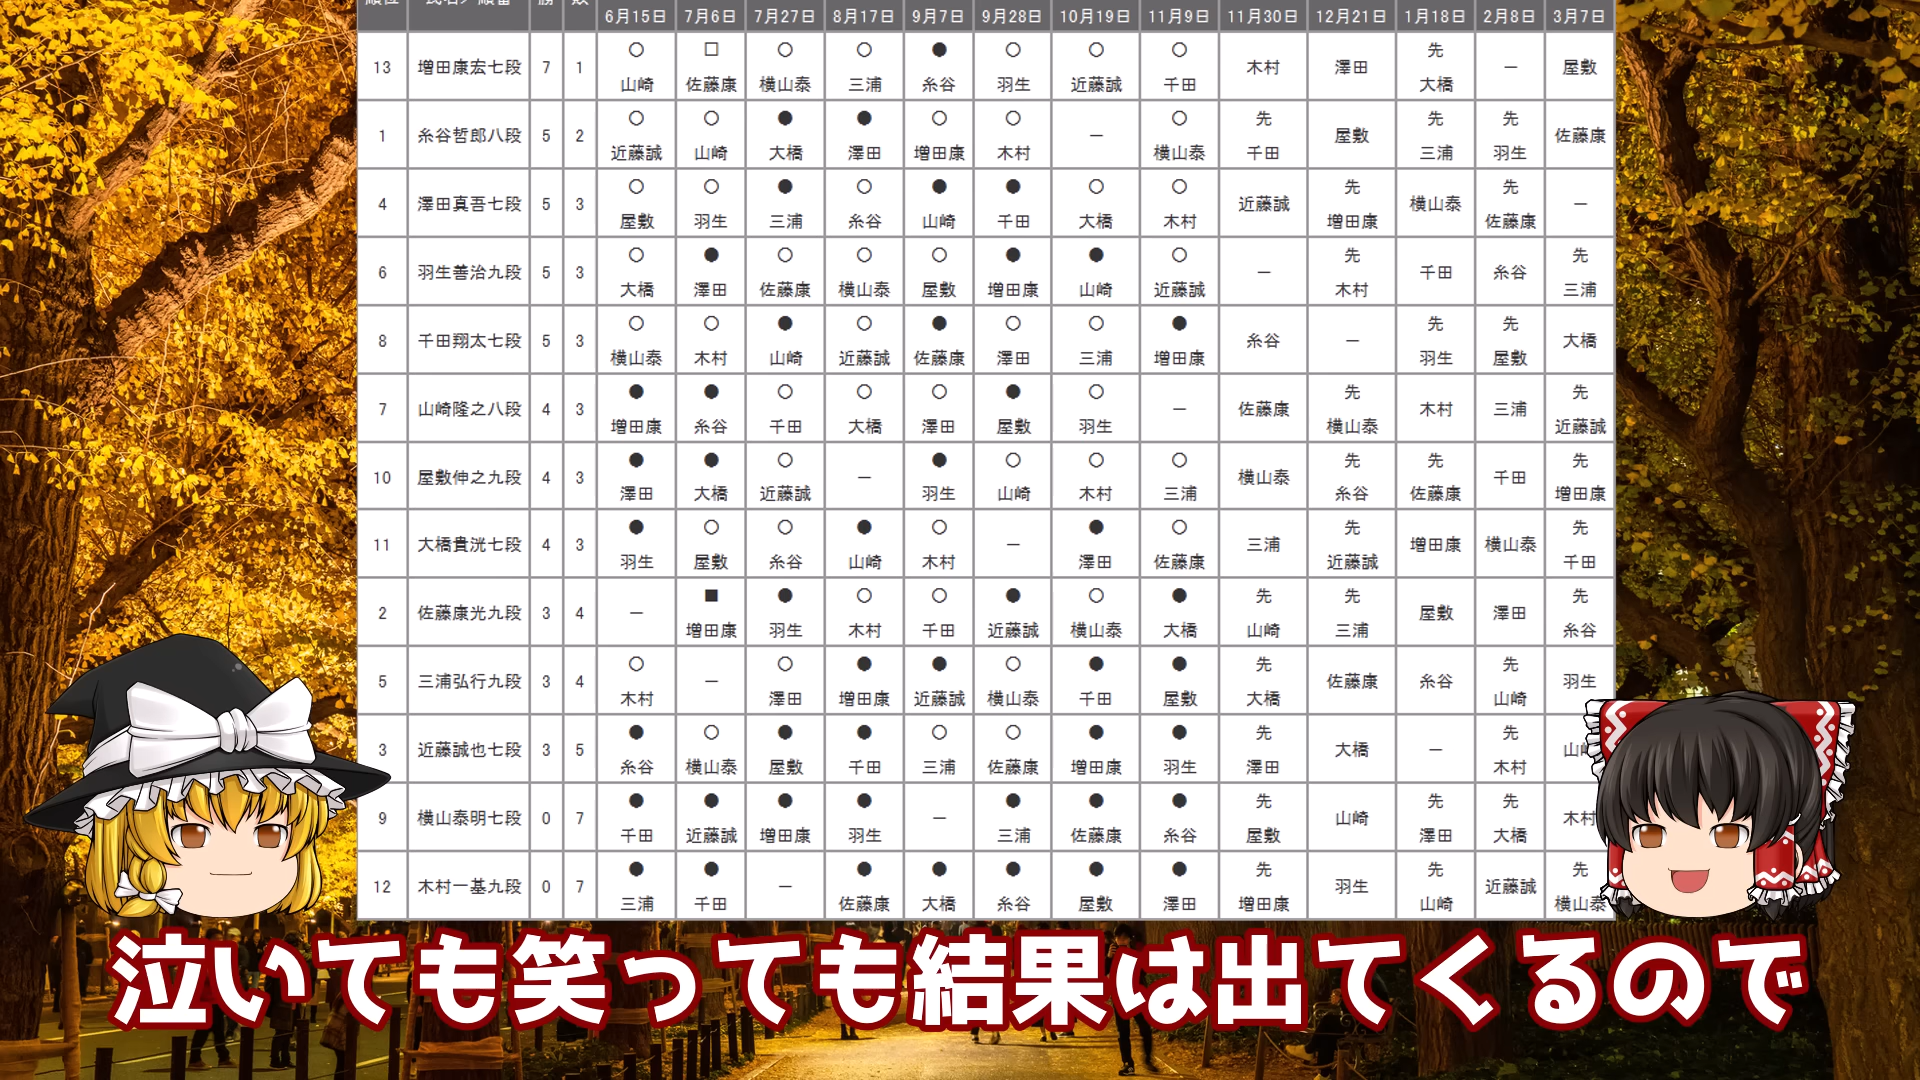 順位 氏名／順番 勝 敗 6月15日 7月6日 7月27日 8月17日 9月7日 9月28日 10月19日 11月9日 11月30日 12月21日 1月18日 2月8日 3月7日
13 増田康宏七段 7 1 ○山崎 □佐藤康 ○横山泰 ○三浦 ●糸谷 ○羽生 ○近藤誠 ○千田 木村 澤田 先大橋 — 屋敷
1 糸谷哲郎八段 5 2 ○近藤誠 ○山崎 ●大橋 ●澤田 ○増田康 ○木村 — ○横山泰 先千田 屋敷 先三浦 先羽生 佐藤康
4 澤田真吾七段 5 3 ○屋敷 ○羽生 ●三浦 ○糸谷 ●山崎 ●千田 ○大橋 ○木村 近藤誠 先増田康 横山泰 先佐藤康 —
6 羽生善治九段 5 3 ○大橋 ●澤田 ○佐藤康 ○横山泰 ○屋敷 ●増田康 ●山崎 ○近藤誠 — 先木村 千田 糸谷 先三浦
8 千田翔太七段 5 3 ○横山泰 ○木村 ●山崎 ○近藤誠 ●佐藤康 ○澤田 ○三浦 ●増田康 糸谷 — 先羽生 先屋敷 大橋
7 山崎隆之八段 4 3 ●増田康 ●糸谷 ○千田 ○大橋 ○澤田 ●屋敷 ○羽生 — 佐藤康 先横山泰 木村 三浦 先近藤誠
10 屋敷伸之九段 4 3 ●澤田 ●大橋 ○近藤誠 — ●羽生 ○山崎 ○木村 ○三浦 横山泰 先糸谷 先佐藤康 千田 先増田康
11 大橋貴洸七段 4 3 ●羽生 ○屋敷 ○糸谷 ●山崎 ○木村 — ●澤田 ○佐藤康 三浦 先近藤誠 増田康 横山泰 先千田
2 佐藤康光九段 3 4 — ■増田康 ●羽生 ○木村 ○千田 ●近藤誠 ○横山泰 ●大橋 先山崎 先三浦 屋敷 澤田 先糸谷
5 三浦弘行九段 3 4 ○木村 — ○澤田 ●増田康 ●近藤誠 ○横山泰 ●千田 ●屋敷 先大橋 佐藤康 糸谷 先山崎 羽生
3 近藤誠也七段 3 5 ●糸谷 ○横山泰 ●屋敷 ●千田 ○三浦 ○佐藤康 ●増田康 ●羽生 先澤田 大橋 — 先木村 山
9 横山泰明七段 0 7 ●千田 ●近藤誠 ●増田康 ●羽生 — ●三浦 ●佐藤康 ●糸谷 先屋敷 山崎 先澤田 先大橋 木村
12 木村一基九段 0 7 ●三浦 ●千田 — ●佐藤康 ●大橋 ●糸谷 ●屋敷 ●澤田 先増田康 羽生 先山崎 近藤誠 先横山泰
泣いても笑っても結果は出てくるので